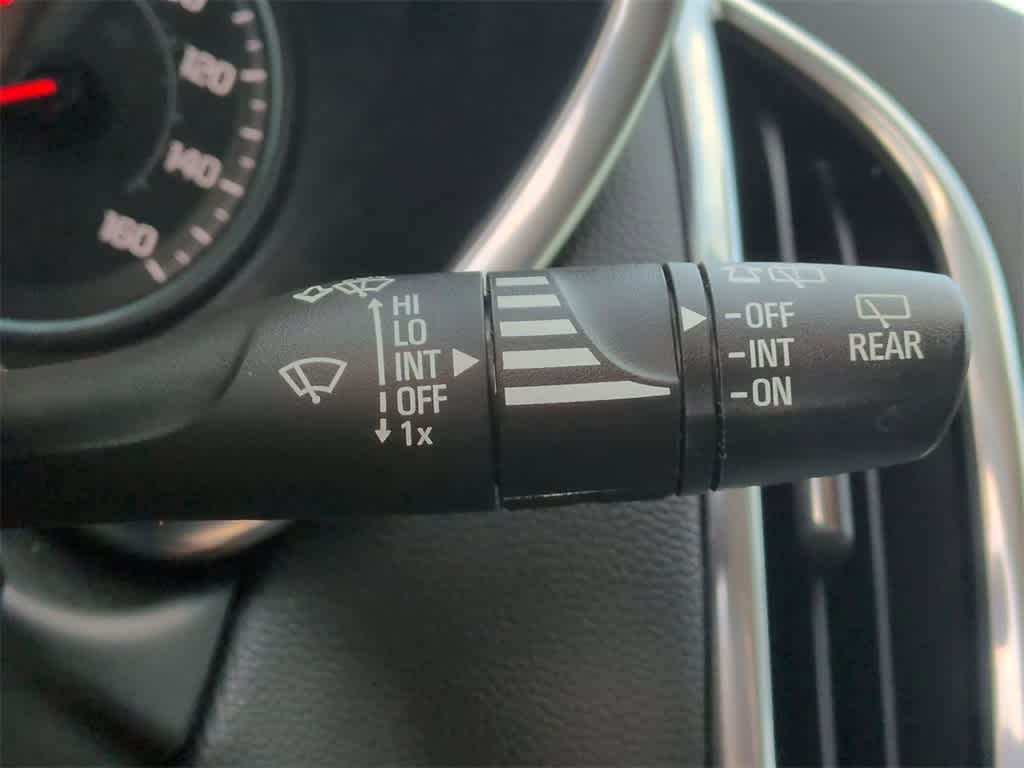 120
140
160
HI
LO
INT
OFF
1x
-OFF
-INT
-ON
REAR